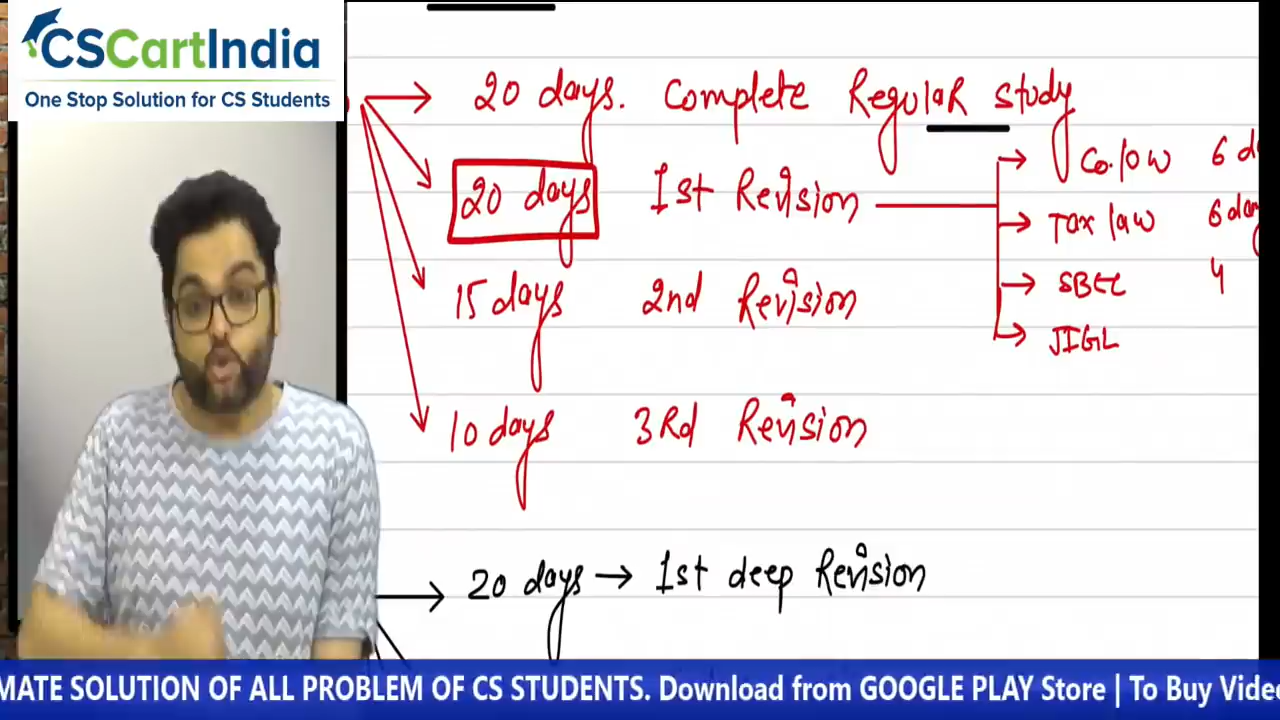 CSCartIndia
One Stop Solution for CS Students
20 days. Complete Regular study
20 days 1st Revision
Co. law 6 da
Tax law 6 day
SBEC 4
JIGL
15 days 2nd Revision
10 days 3rd Revision
20 days → 1st deep Revision
MATE SOLUTION OF ALL PROBLEM OF CS STUDENTS. Download from GOOGLE PLAY Store | To Buy Vide